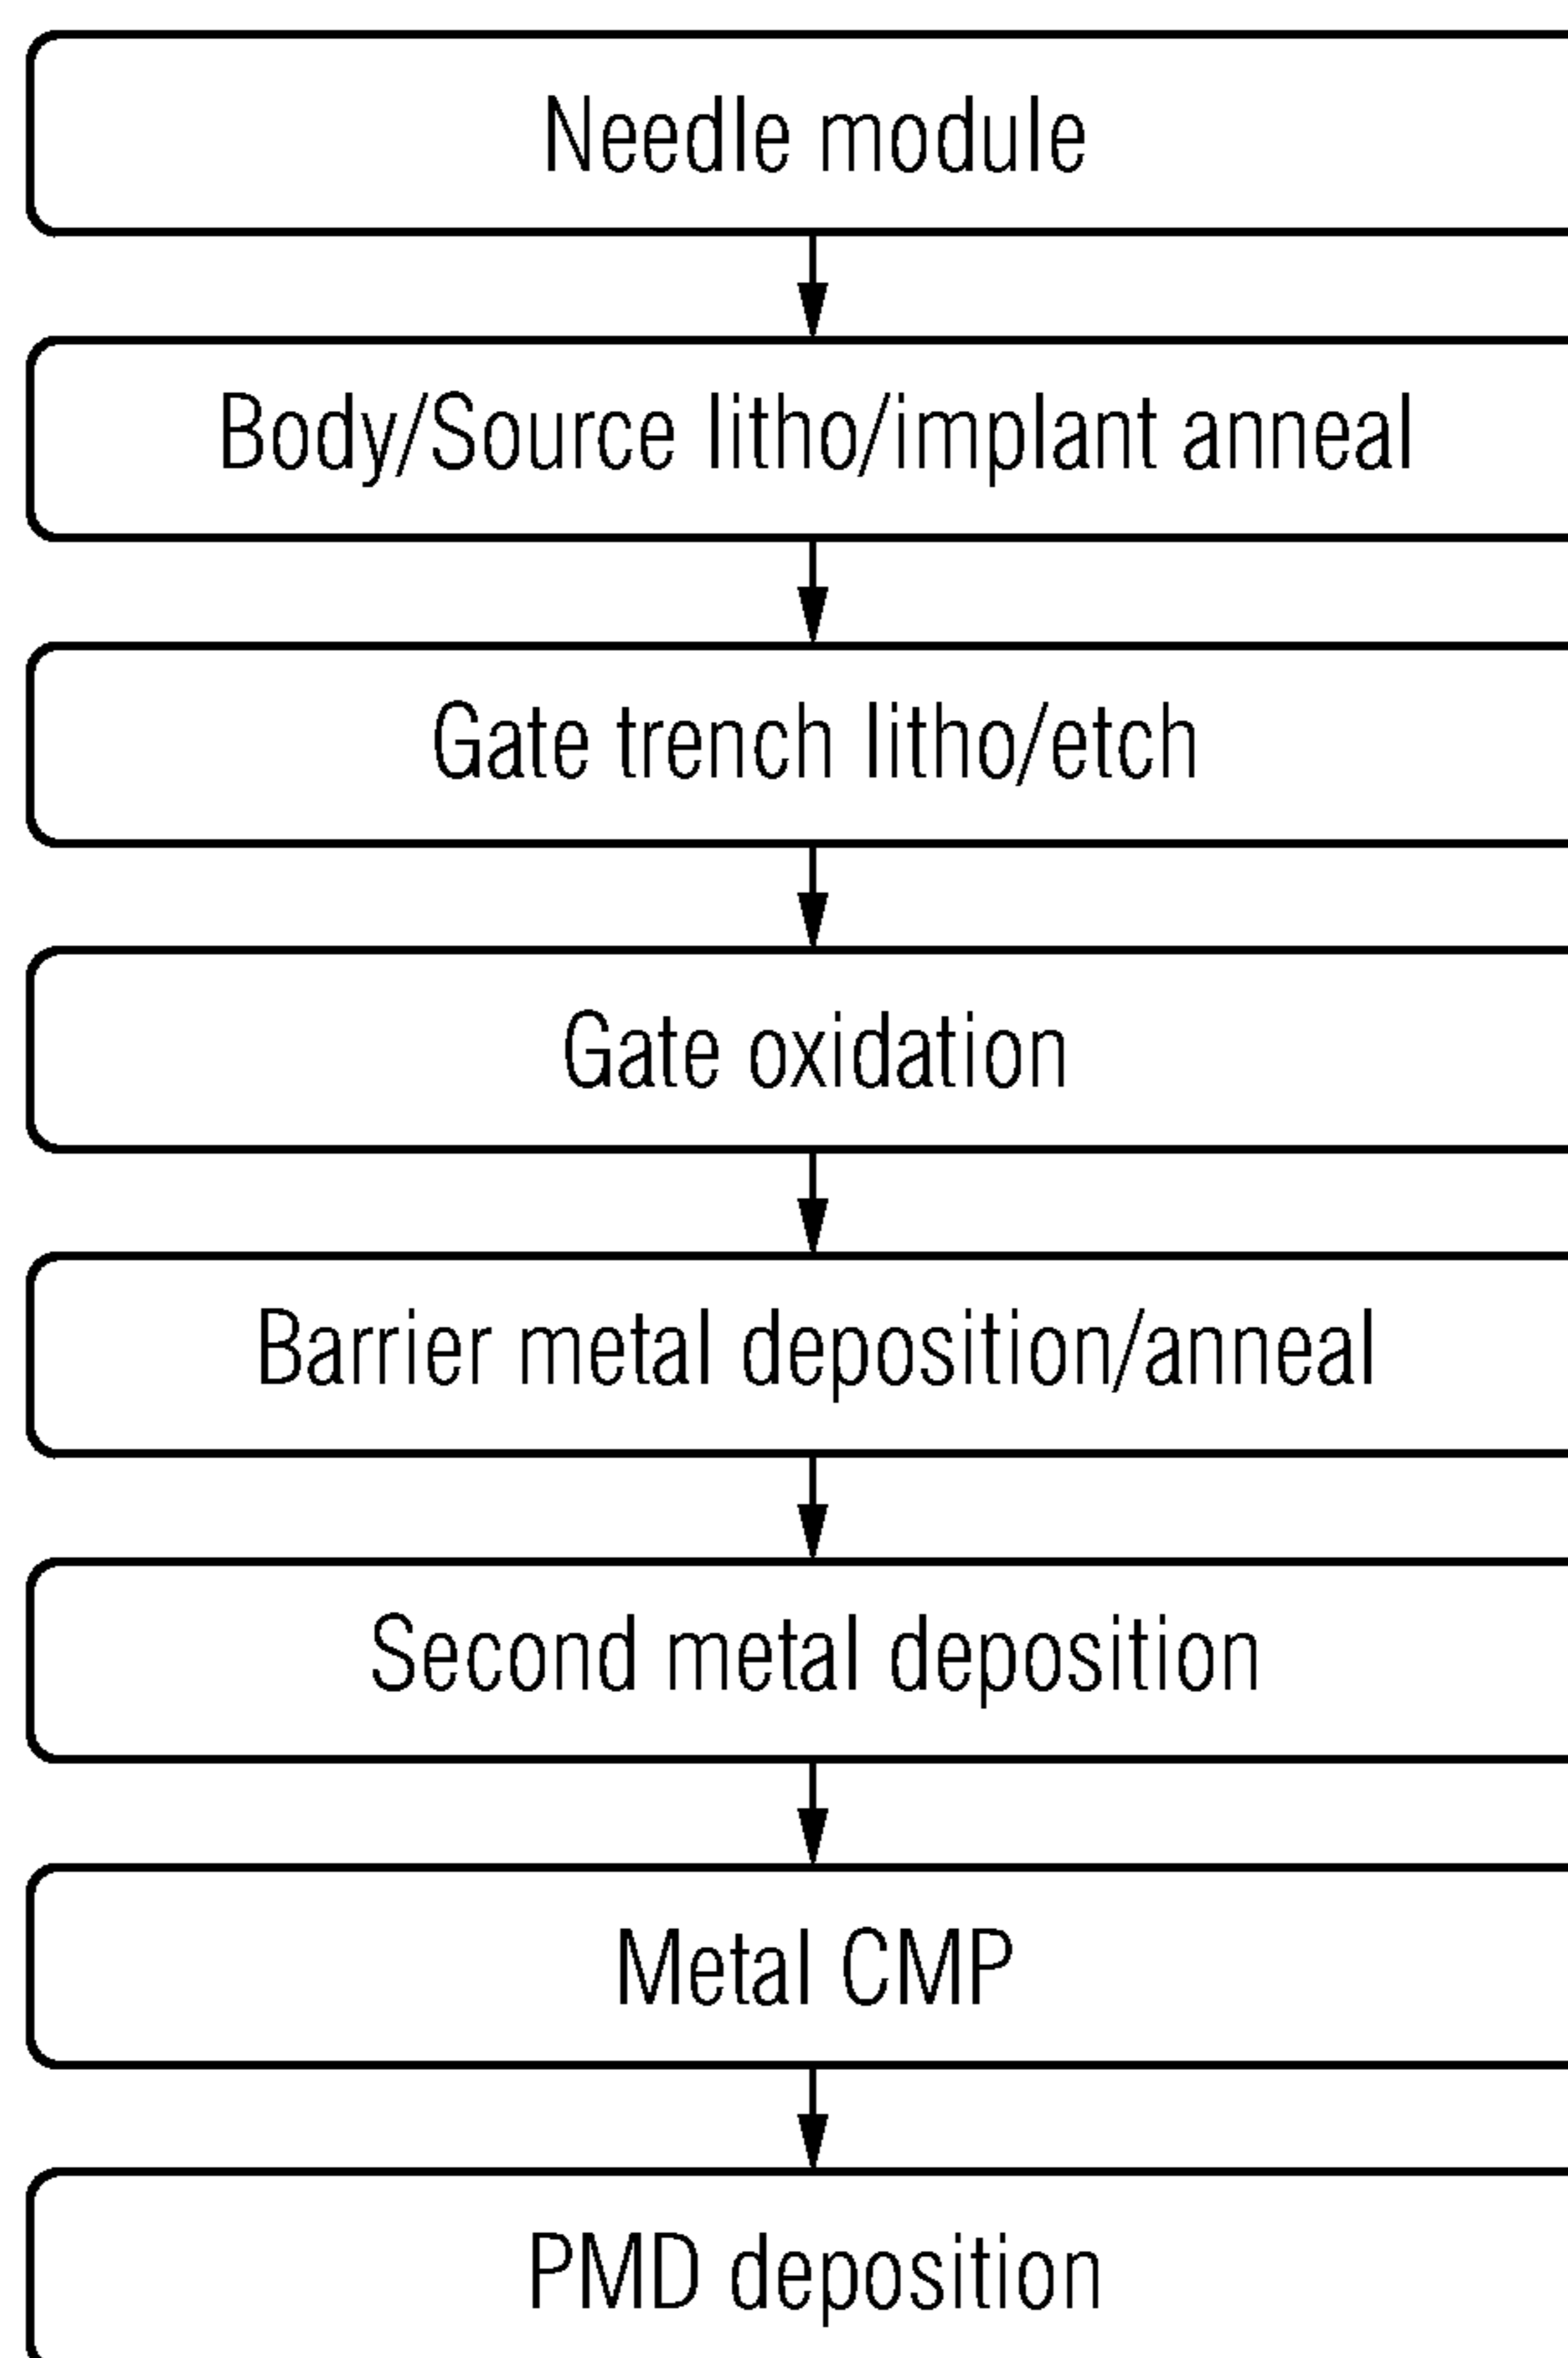 Needle module
Body/Source litho/implant anneal
Gate trench litho/etch
Gate oxidation
Barrier metal deposition/anneal
Second metal deposition
Metal CMP
PMD deposition